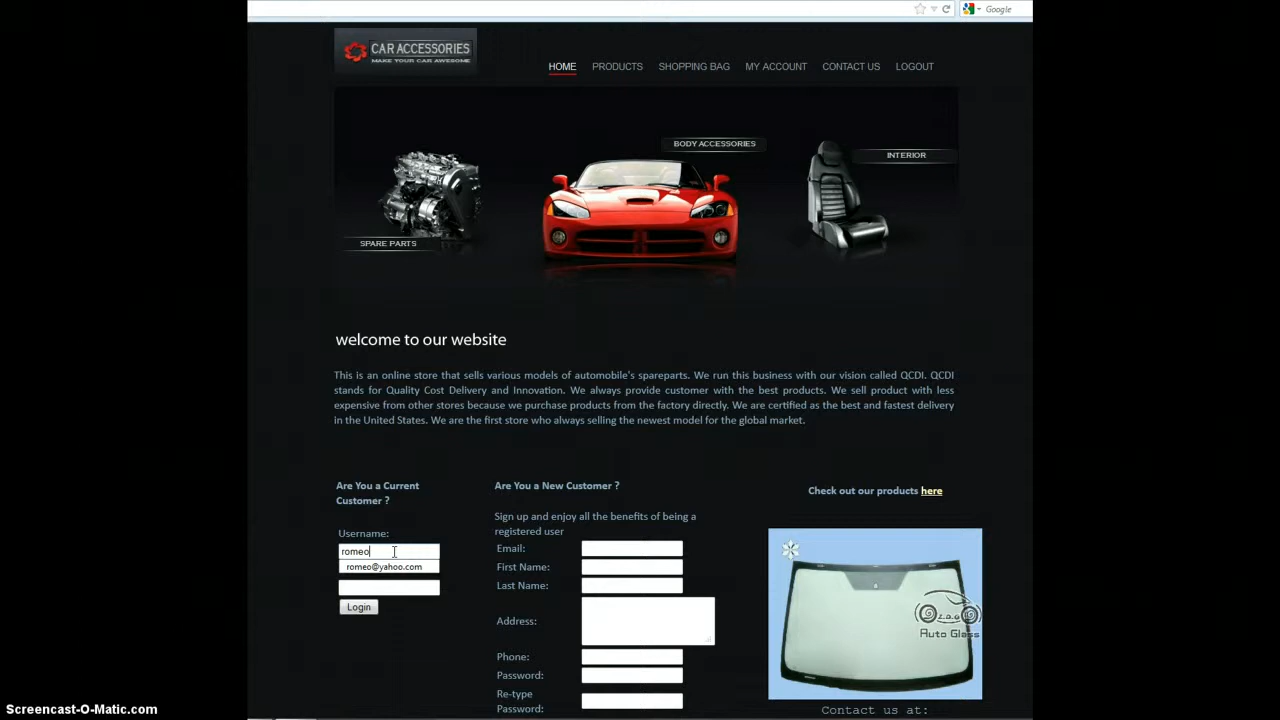 Google
CAR ACCESSORIES
MAKE YOUR CAR AWESOME
HOME PRODUCTS SHOPPING BAG MY ACCOUNT CONTACT US LOGOUT
BODY ACCESSORIES
INTERIOR
SPARE PARTS
welcome to our website
This is an online store that sells various models of automobile's spareparts. We run this business with our vision called QCDI. QCDI
stands for Quality Cost Delivery and Innovation. We always provide customer with the best products. We sell product with less
expensive from other stores because we purchase products from the factory directly. We are certified as the best and fastest delivery
in the United States. We are the first store who always selling the newest model for the global market.
Are You a Current
Customer ?
Username:
romeo
romeo@yahoo.com
Login
Are You a New Customer ?
Sign up and enjoy all the benefits of being a
registered user
Email:
First Name:
Last Name:
Address:
Phone:
Password:
Re-type
Password:
Check out our products here
Auto Glass
Contact us at:
Screencast-O-Matic.com